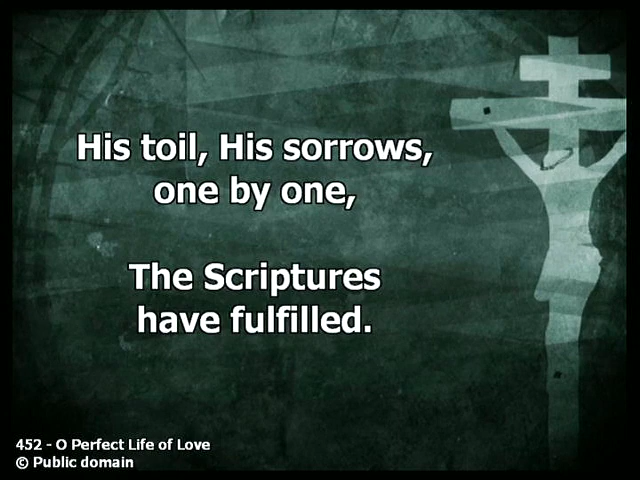 His toil, His sorrows,
one by one,
The Scriptures
have fulfilled.
452 - O Perfect Life of Love
© Public domain